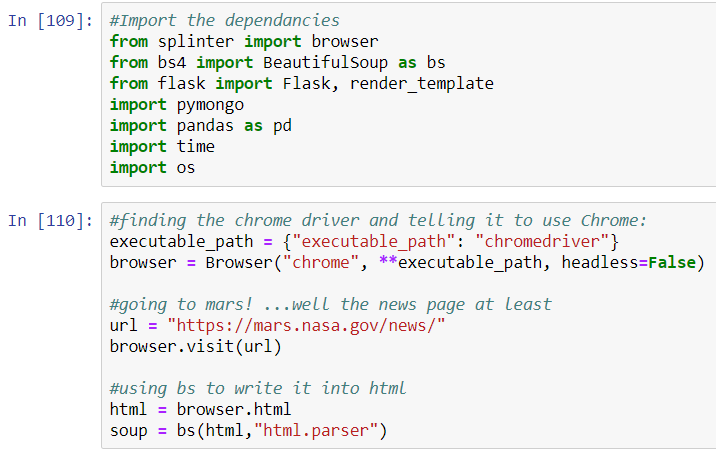 In [109]: #Import the dependancies
from splinter import browser
from bs4 import BeautifulSoup as bs
from flask import Flask, render_template
import pymongo
import pandas as pd
import time
import os
In [110]: #finding the chrome driver and telling it to use Chrome:
executable_path = {"executable_path": "chromedriver"}
browser = Browser("chrome", **executable_path, headless=False)
#going to mars! ...well the news page at least
url = "https://mars.nasa.gov/news/"
browser.visit(url)
#using bs to write it into html
html = browser.html
soup = bs(html,"html.parser")